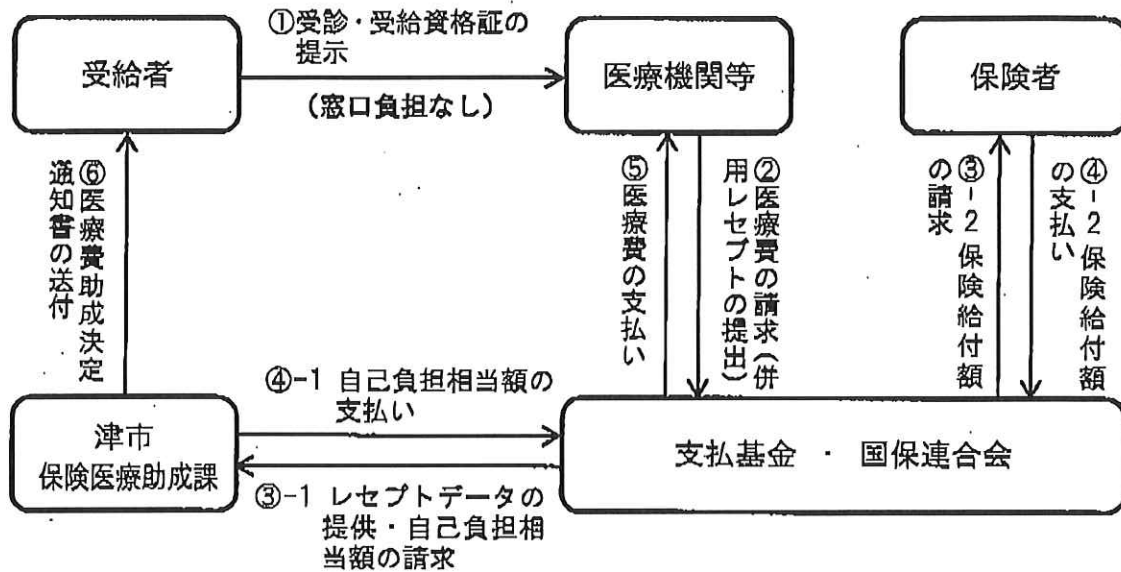 ①受診・受給資格証の
提示
受給者
医療機関等
保険者
(窓口負担なし)
⑥医療費助成決定
通知書の送付
⑤医療費の支払い
②医療費の請求(併
用レセプトの提出)
③-2 保険給付額
の請求
④-2 保険給付額
の支払い
④-1 自己負担相当額の
支払い
津市
保険医療助成課
支払基金 ・ 国保連合会
③-1 レセプトデータの
提供・自己負担相
当額の請求